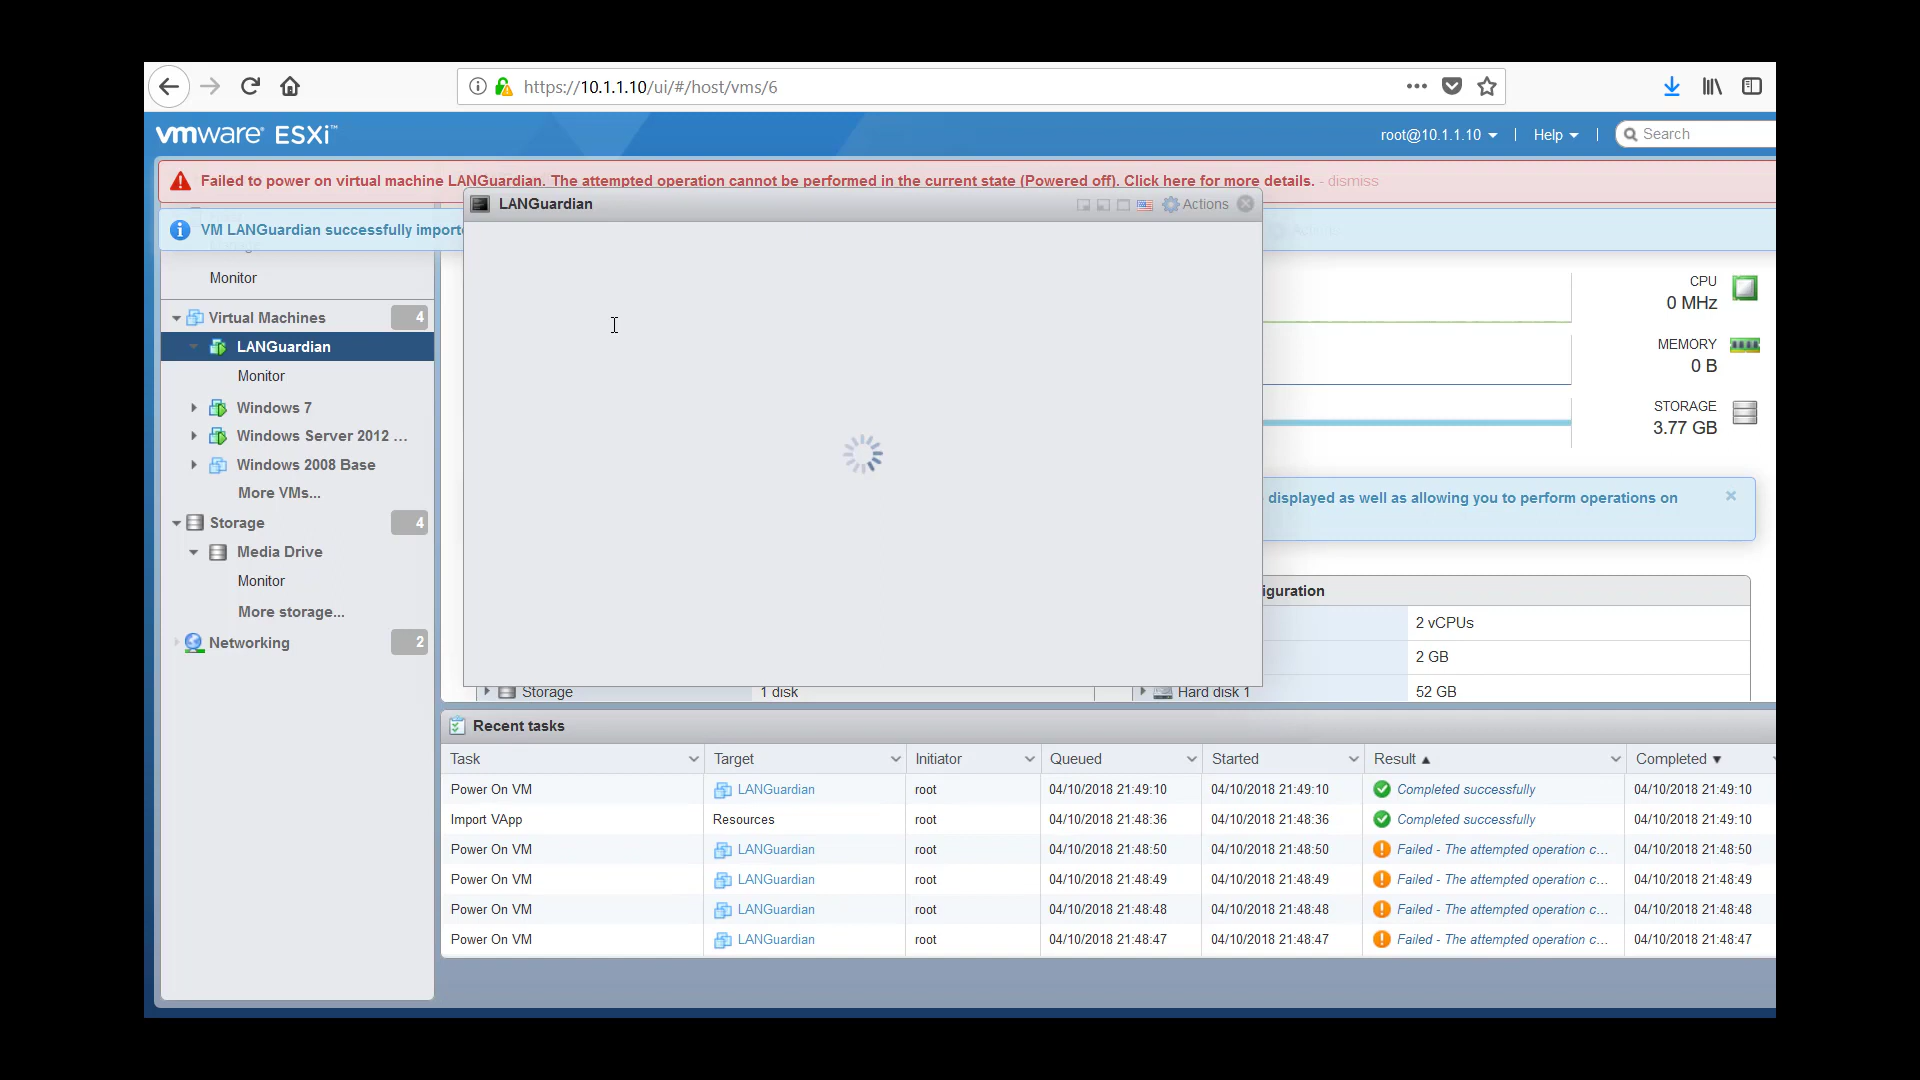 https://10.1.1.10/ui/#/host/vms/6
vmware ESXi™
root@10.1.1.10
Help
Search
Failed to power on virtual machine LANGuardian. The attempted operation cannot be performed in the current state (Powered off). Click here for more details. - dismiss
LANGuardian
Actions
VM LANGuardian successfully importe
Monitor
Virtual Machines 4
LANGuardian
Monitor
Windows 7
Windows Server 2012 ...
Windows 2008 Base
More VMs...
Storage 4
Media Drive
Monitor
More storage...
Networking 2
CPU
0 MHz
MEMORY
0 B
STORAGE
3.77 GB
displayed as well as allowing you to perform operations on
iguration
2 vCPUs
2 GB
Storage 1 disk
Hard disk 1 52 GB
Recent tasks
Task Target Initiator Queued Started Result Completed
Power On VM LANGuardian root 04/10/2018 21:49:10 04/10/2018 21:49:10 Completed successfully 04/10/2018 21:49:10
Import VApp Resources root 04/10/2018 21:48:36 04/10/2018 21:48:36 Completed successfully 04/10/2018 21:49:10
Power On VM LANGuardian root 04/10/2018 21:48:50 04/10/2018 21:48:50 Failed - The attempted operation c... 04/10/2018 21:48:50
Power On VM LANGuardian root 04/10/2018 21:48:49 04/10/2018 21:48:49 Failed - The attempted operation c... 04/10/2018 21:48:49
Power On VM LANGuardian root 04/10/2018 21:48:48 04/10/2018 21:48:48 Failed - The attempted operation c... 04/10/2018 21:48:48
Power On VM LANGuardian root 04/10/2018 21:48:47 04/10/2018 21:48:47 Failed - The attempted operation c... 04/10/2018 21:48:47